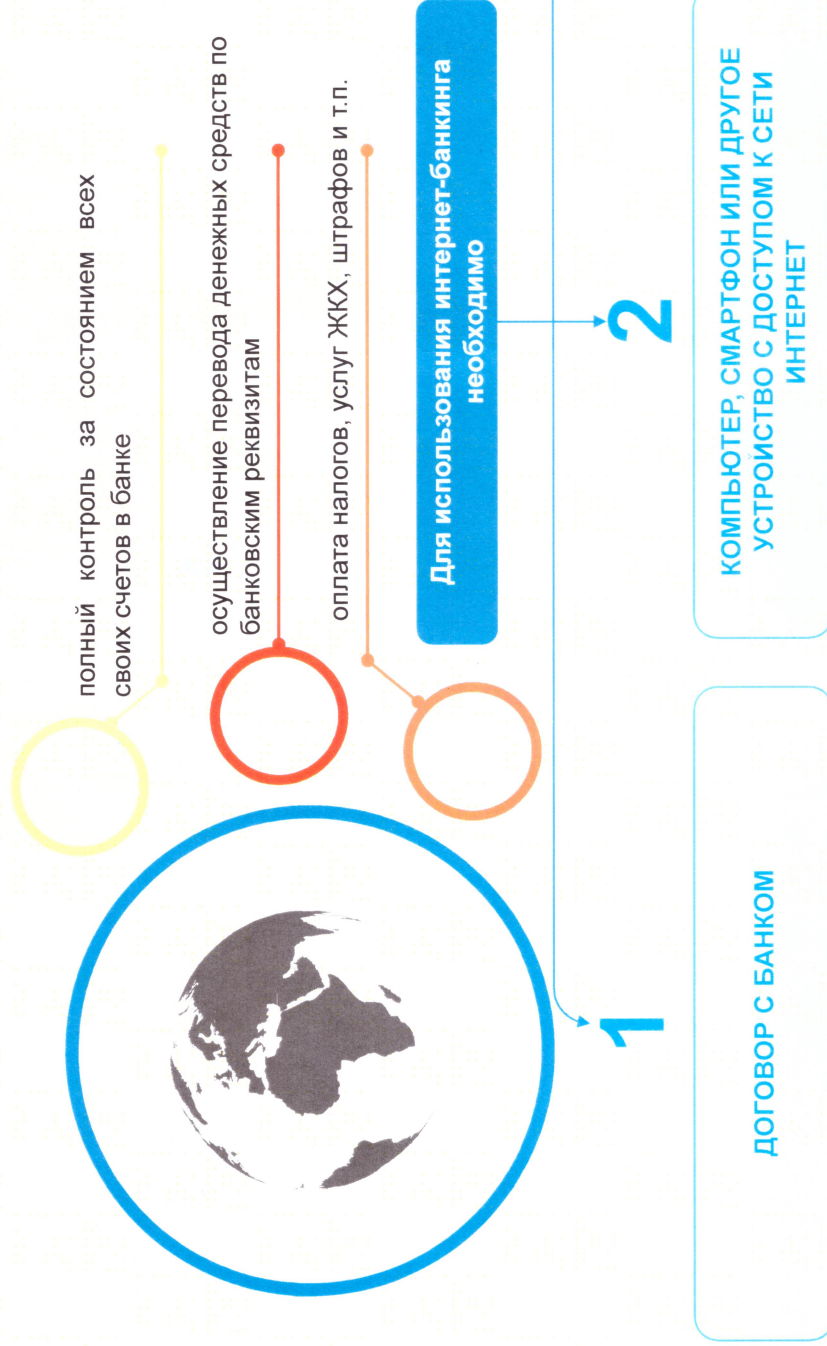 полный контроль за состоянием всех
своих счетов в банке
осуществление перевода денежных средств по
банковским реквизитам
оплата налогов, услуг ЖКХ, штрафов и т.п.
Для использования интернет-банкинга
необходимо
1
2
ДОГОВОР С БАНКОМ
КОМПЬЮТЕР, СМАРТФОН ИЛИ ДРУГОЕ
УСТРОЙСТВО С ДОСТУПОМ К СЕТИ
ИНТЕРНЕТ